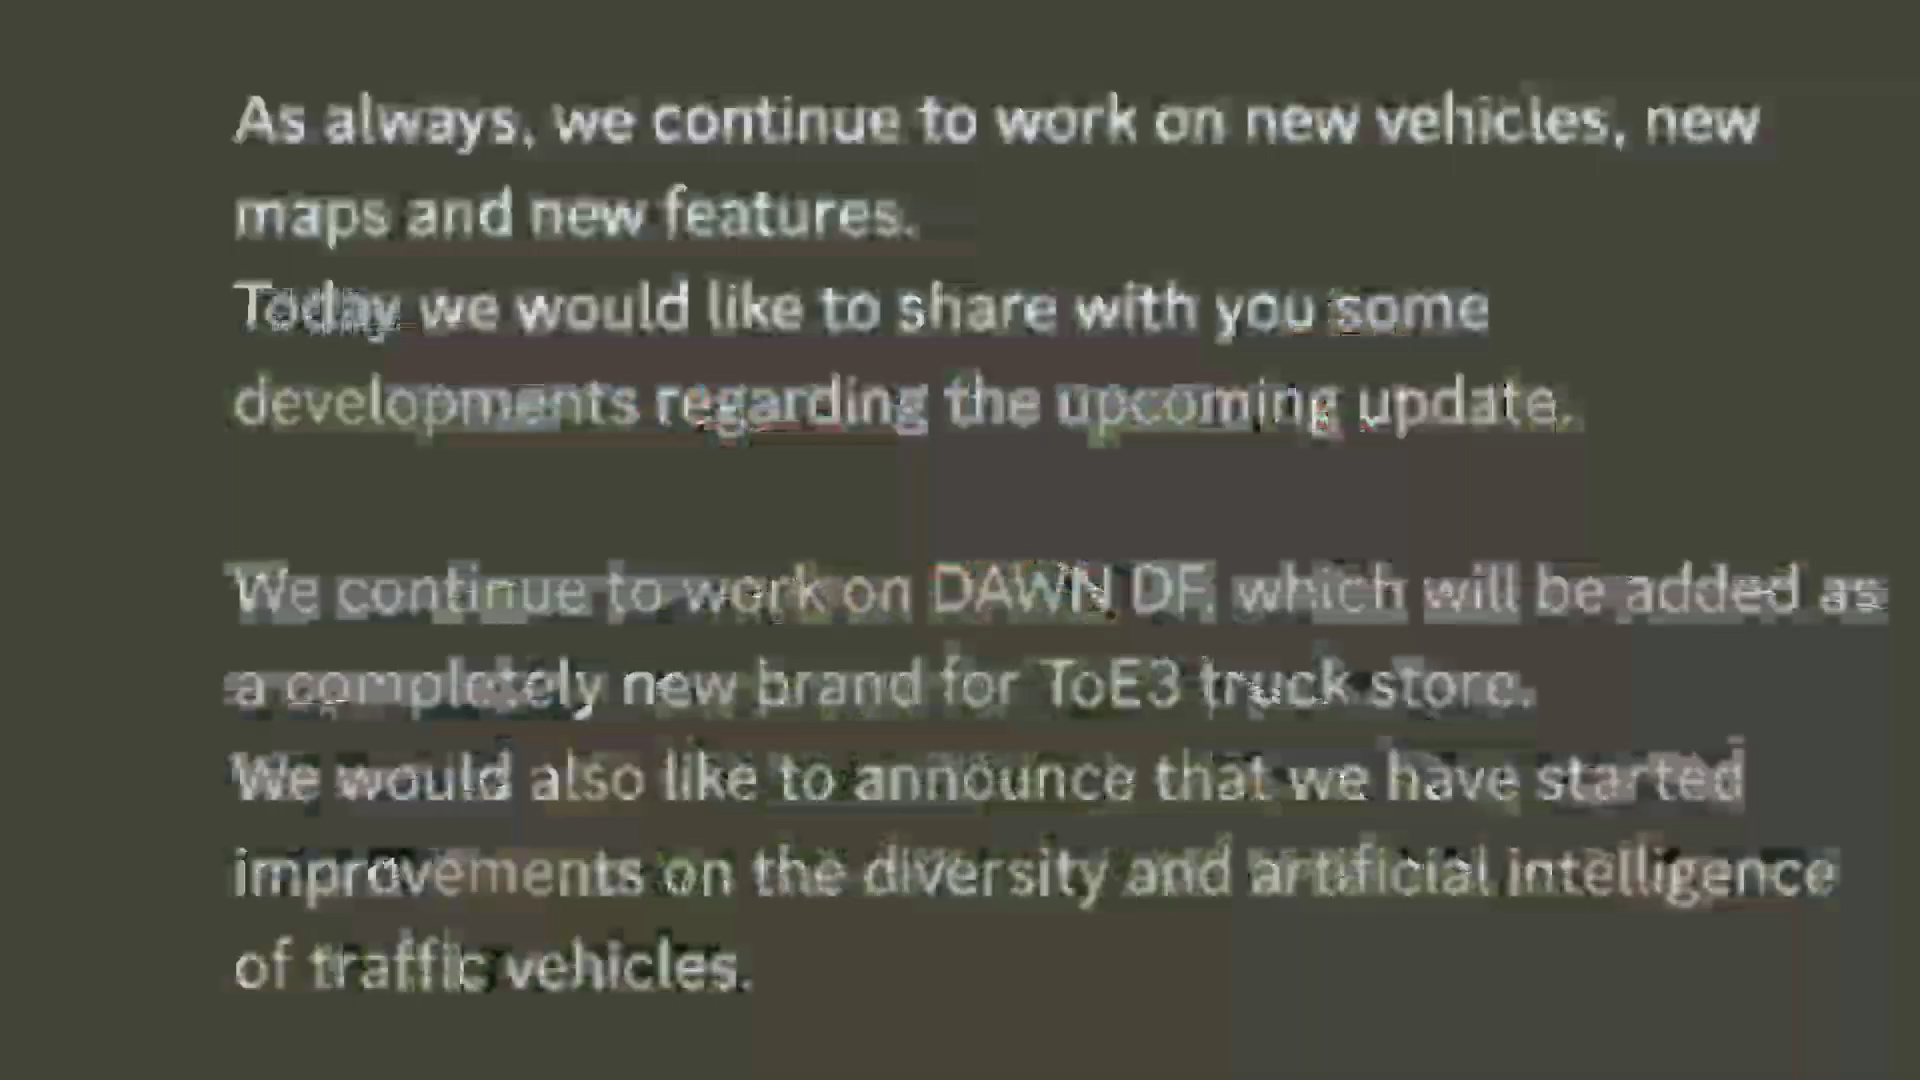 As always, we continue to work on new vehicles, new
maps and new features.
Today we would like to share with you some
developments regarding the upcoming update.
We continue to work on DAWN DF, which will be added as
a completely new brand for ToE3 truck store.
We would also like to announce that we have started
improvements on the diversity and artificial intelligence
of traffic vehicles.